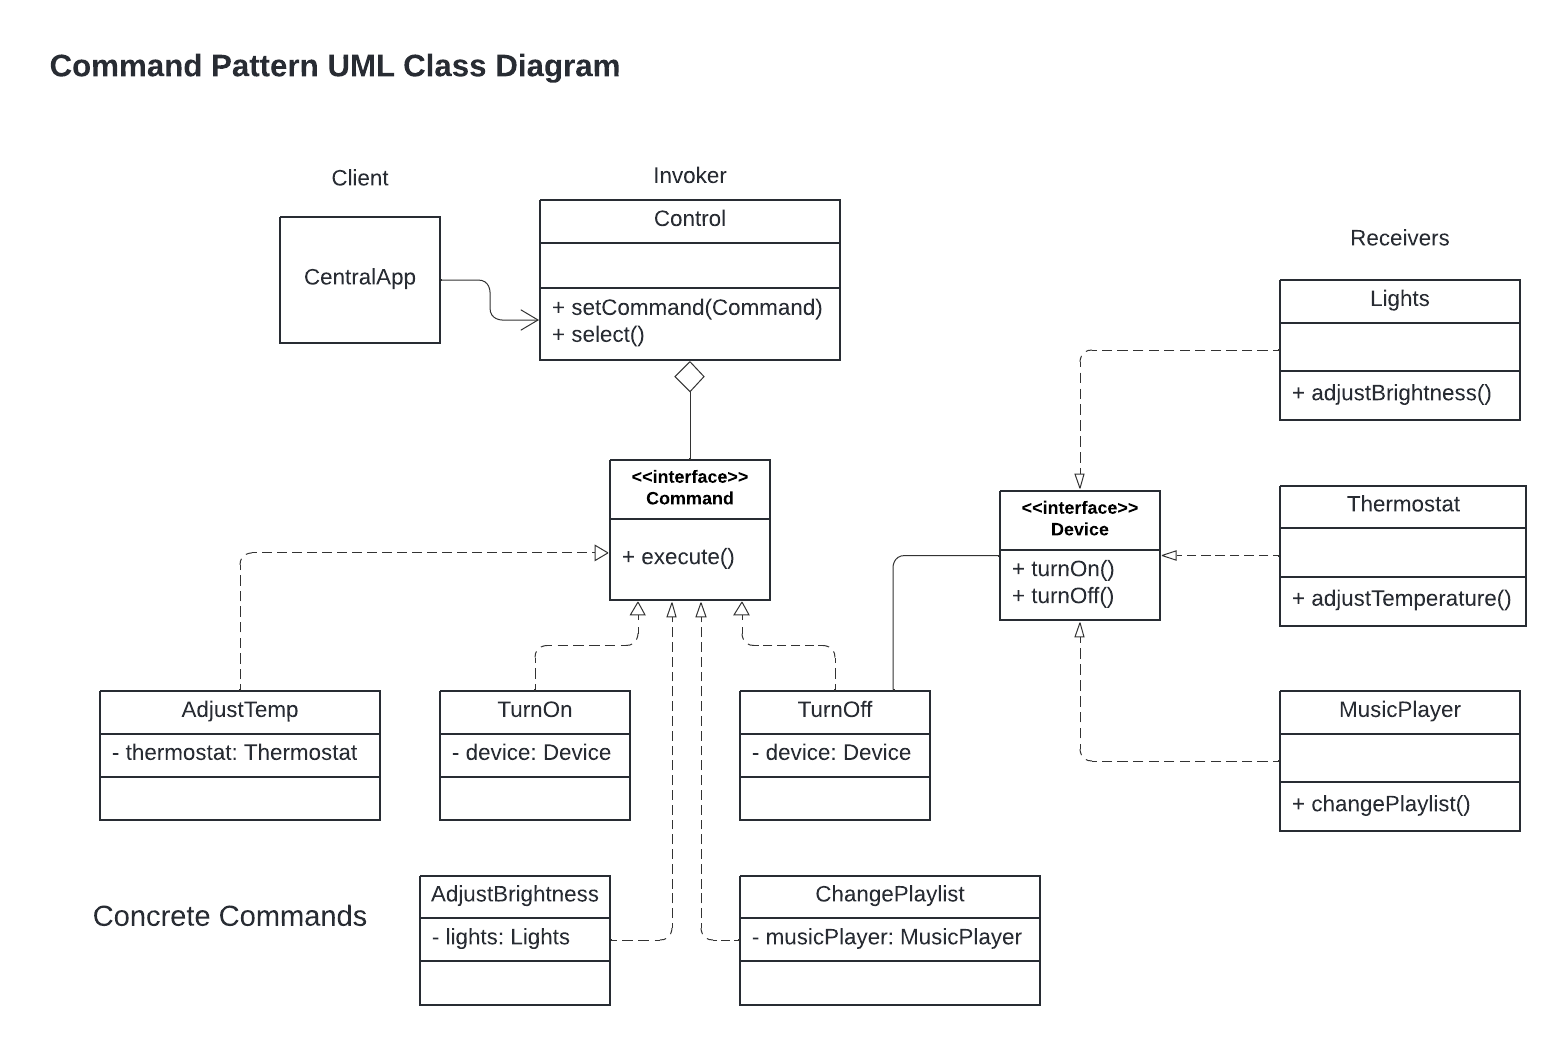 Command Pattern UML Class Diagram
Client
CentralApp
Invoker
Control
+ setCommand(Command)
+ select()
Receivers
Lights
+ adjustBrightness()
<<interface>>
Command
+ execute()
<<interface>>
Device
+ turnOn()
+ turnOff()
Thermostat
+ adjustTemperature()
AdjustTemp
- thermostat: Thermostat
TurnOn
- device: Device
TurnOff
- device: Device
MusicPlayer
+ changePlaylist()
Concrete Commands
AdjustBrightness
- lights: Lights
ChangePlaylist
- musicPlayer: MusicPlayer